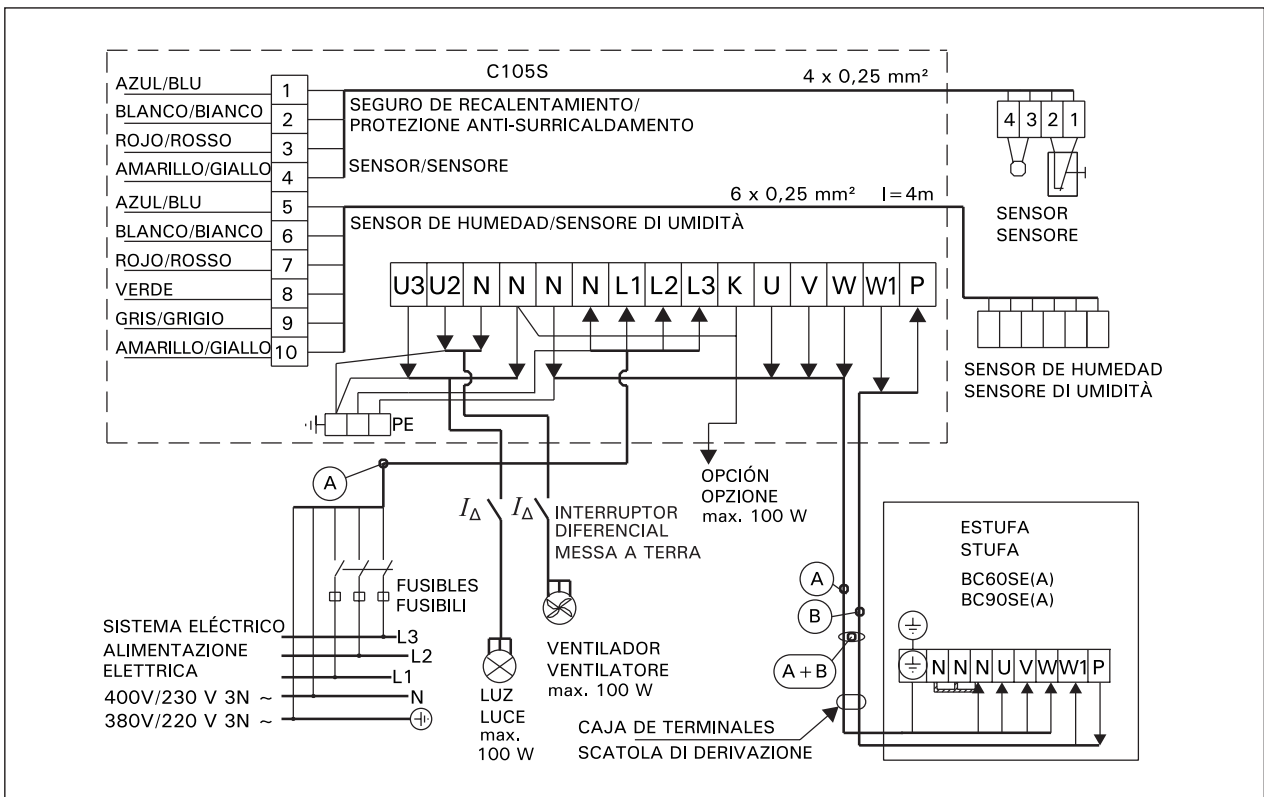 C105S
4 x 0,25 mm²
AZUL/BLU
1
BLANCO/BIANCO
2
ROJO/ROSSO
3
AMARILLO/GIALLO
4
AZUL/BLU
5
BLANCO/BIANCO
6
ROJO/ROSSO
7
VERDE
8
GRIS/GRIGIO
9
AMARILLO/GIALLO
10
SEGURO DE RECALENTAMIENTO/
PROTEZIONE ANTI-SURRICALDAMENTO
SENSOR/SENSORE
4 3 2 1
SENSOR
SENSORE
6 x 0,25 mm² l=4m
SENSOR DE HUMEDAD/SENSORE DI UMIDITÀ
U3 U2 N N N N L1 L2 L3 K U V W W1 P
SENSOR DE HUMEDAD
SENSORE DI UMIDITÀ
PE
A
OPCIÓN
OPZIONE
max. 100 W
IΔ
IΔ
INTERRUPTOR
DIFERENCIAL
MESSA A TERRA
FUSIBLES
FUSIBILI
SISTEMA ELÉCTRICO
ALIMENTAZIONE
ELETTRICA
400V/230 V 3N ~
380V/220 V 3N ~
L3
L2
L1
N
LUZ
LUCE
max.
100 W
VENTILADOR
VENTILATORE
max. 100 W
A
B
A + B
CAJA DE TERMINALES
SCATOLA DI DERIVAZIONE
ESTUFA
STUFA
BC60SE(A)
BC90SE(A)
N N N U V W W1 P